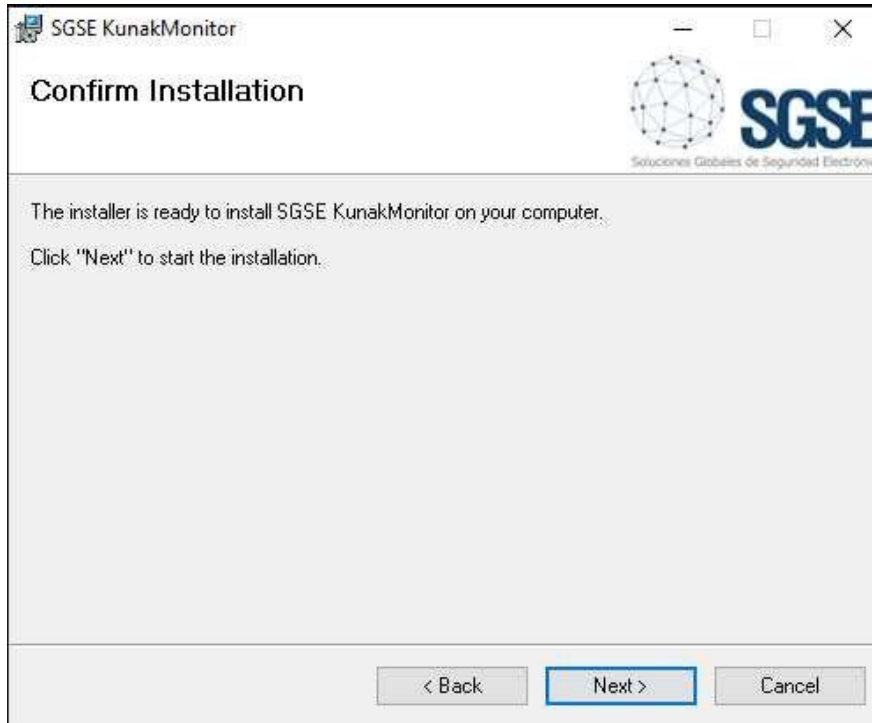 SGSE KunakMonitor
Confirm Installation
SGSE
Soluciones Globales de Seguridad Electrón
The installer is ready to install SGSE KunakMonitor on your computer.
Click "Next" to start the installation.
< Back
Next >
Cancel